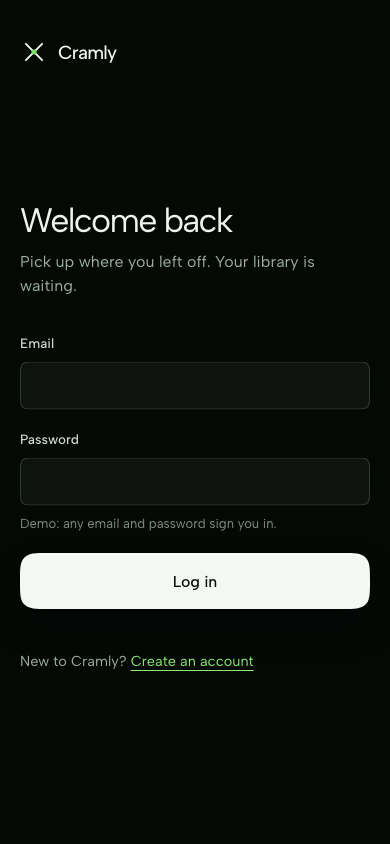 Cramly
Welcome back
Pick up where you left off. Your library is
waiting.
Email
Password
Demo: any email and password sign you in.
Log in
New to Cramly? Create an account